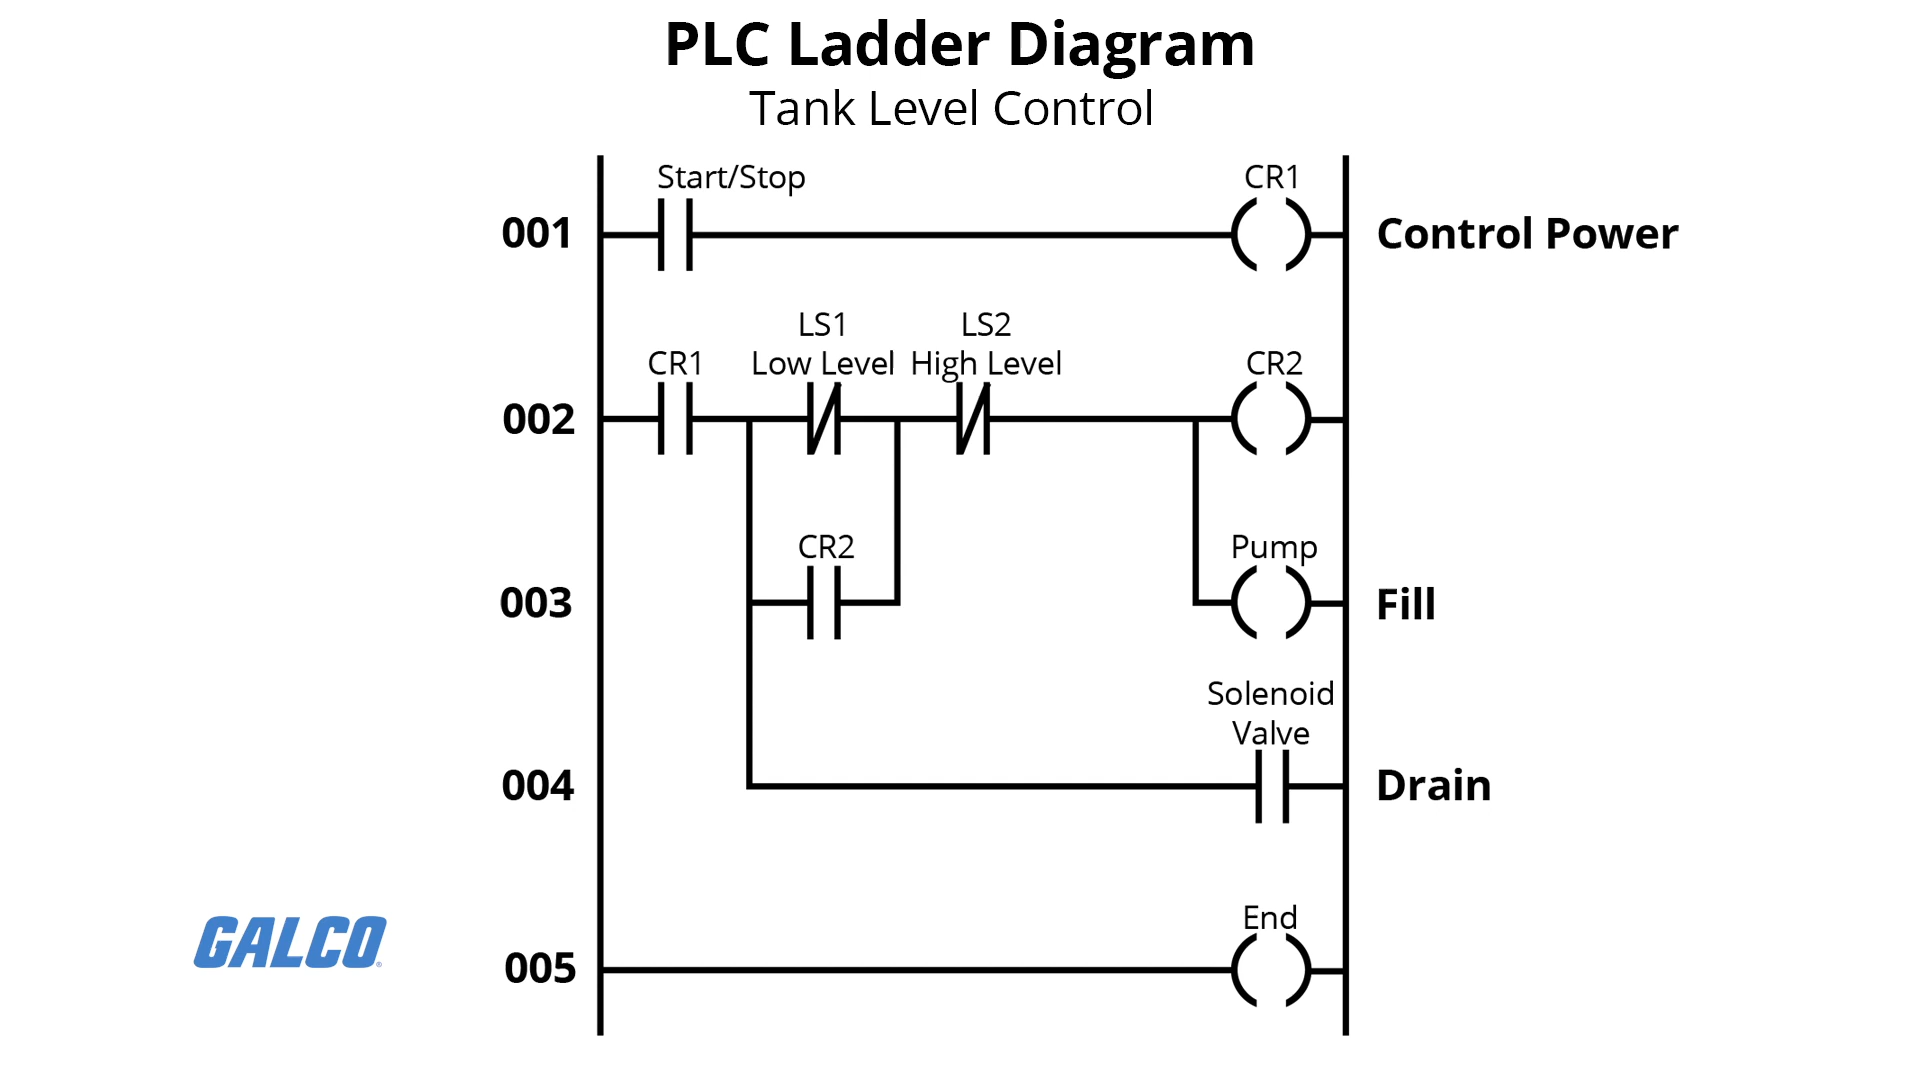 PLC Ladder Diagram
Tank Level Control
Start/Stop
CR1
001
Control Power
LS1
LS2
CR1
Low Level
High Level
CR2
002
CR2
Pump
003
Fill
Solenoid
Valve
004
Drain
End
GALCO®
005